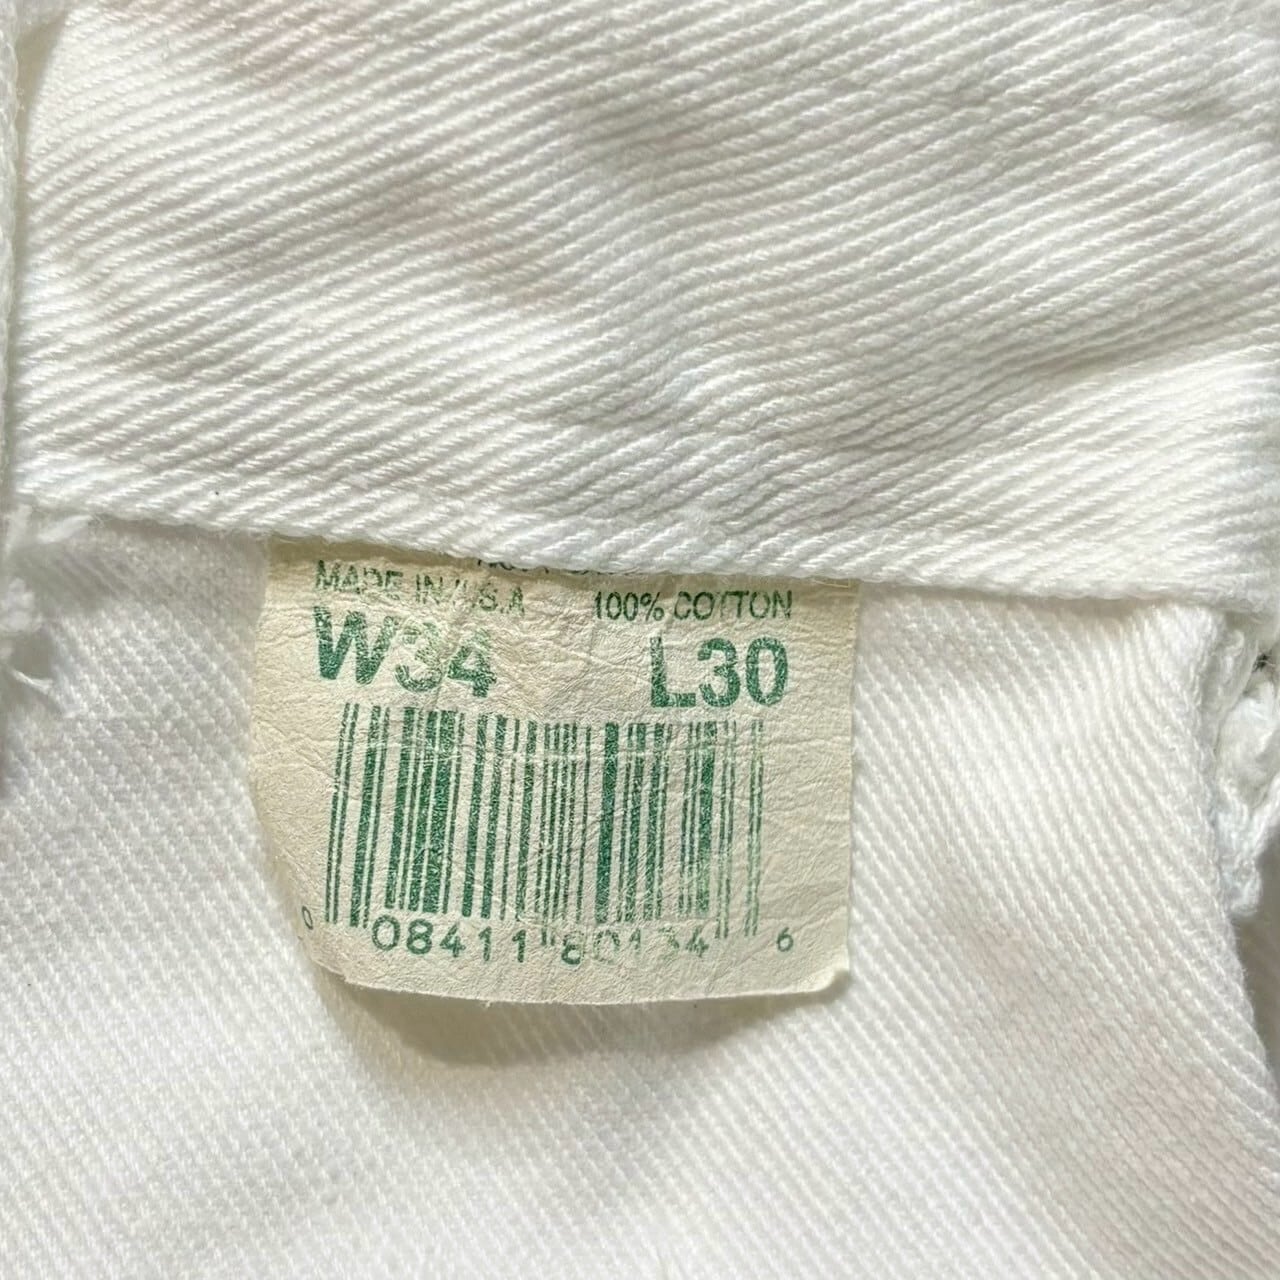 MADE IN U.S.A 100% COTTON
W34 L30
0 08411 80134 6